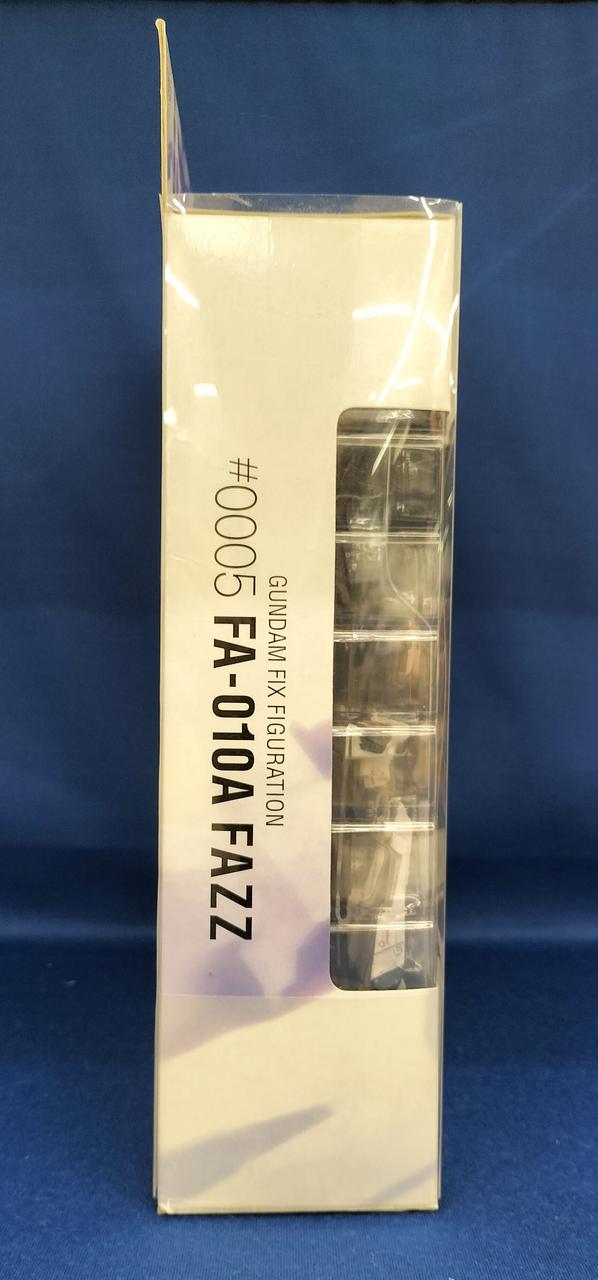 GUNDAM FIX FIGURATION
#0005 FA-010A FAZZ